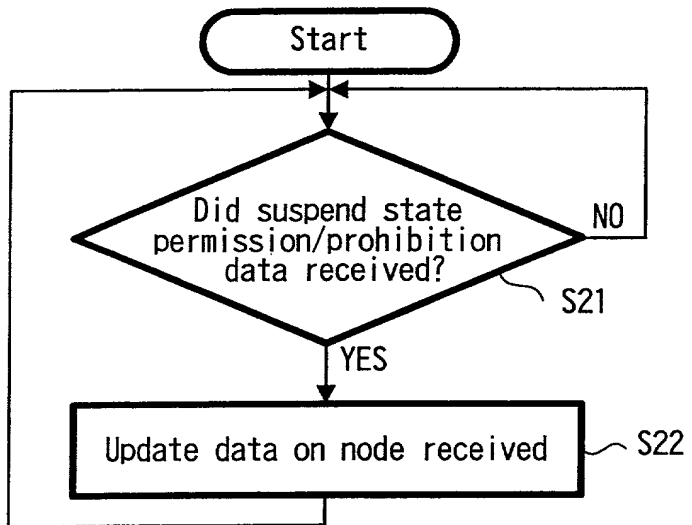 Start
Did suspend state
permission/prohibition
data received?
NO
S21
YES
Update data on node received
S22